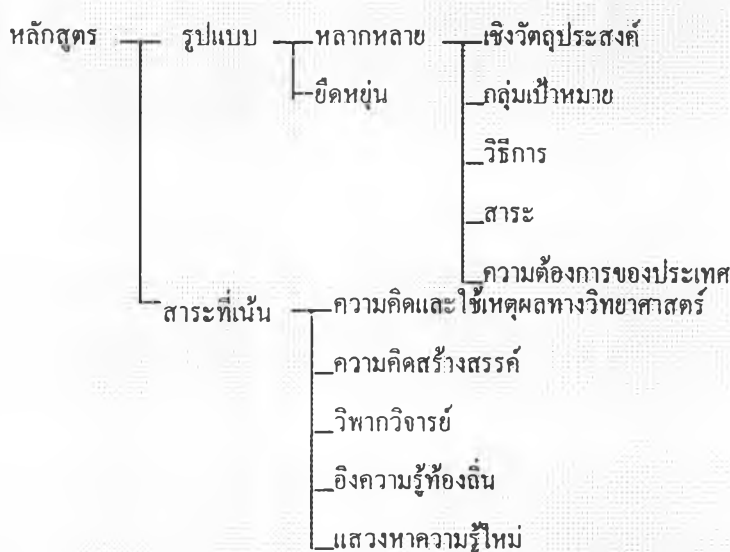 หลักสูตร รูปแบบ หลากหลาย เชิงวัตถุประสงค์
ยืดหยุ่น กลุ่มเป้าหมาย
วิธีการ
สาระ
ความต้องการของประเทศ
สาระที่เน้น ความคิดและใช้เหตุผลทางวิทยาศาสตร์
ความคิดสร้างสรรค์
วิพากวิจารย์
อิงความรู้ท้องถิ่น
แสวงหาความรู้ใหม่